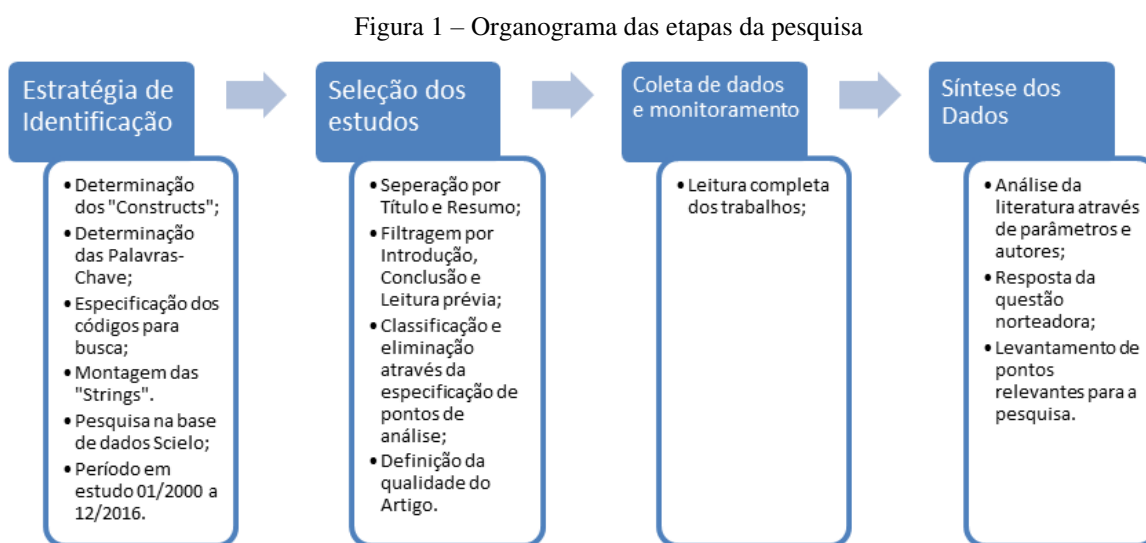 Figura 1 – Organograma das etapas da pesquisa
Estratégia de
Identificação
• Determinação
dos "Constructs";
• Determinação
das Palavras-
Chave;
• Especificação dos
códigos para
busca;
• Montagem das
"Strings".
• Pesquisa na base
de dados Scielo;
• Período em
estudo 01/2000 a
12/2016.
Seleção dos
estudos
• Seperação por
Título e Resumo;
• Filtragem por
Introdução,
Conclusão e
Leitura prévia;
• Classificação e
eliminação
através da
especificação de
pontos de
análise;
• Definição da
qualidade do
Artigo.
Coleta de dados
e monitoramento
• Leitura completa
dos trabalhos;
Síntese dos
Dados
• Análise da
literatura através
de parâmetros e
autores;
• Resposta da
questão
norteadora;
• Levantamento de
pontos
relevantes para a
pesquisa.